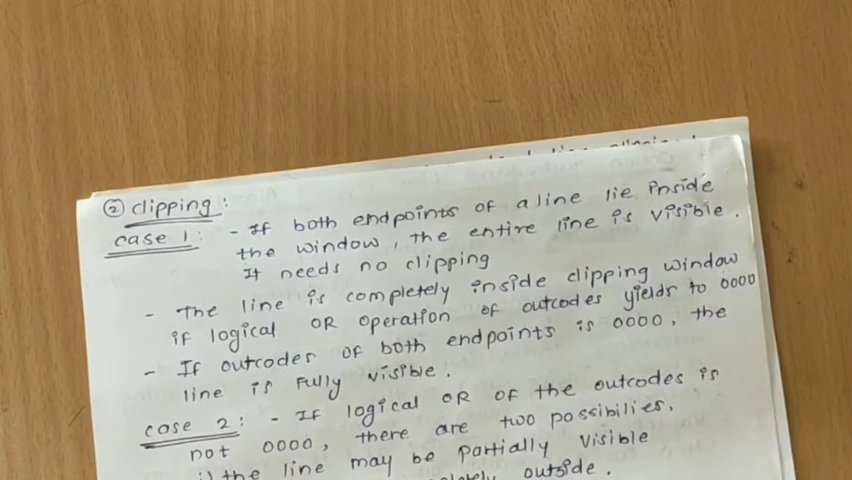 ② clipping :
case 1 : - If both endpoints of a line lie inside
the window, the entire line is visible.
It needs no clipping
- The line is completely inside clipping window
if logical OR operation of outcodes yields to 0000
- If outcodes of both endpoints is 0000, the
line is Fully visible.
case 2 : - If logical OR of the outcodes is
not 0000, there are two possibilies.
i) the line may be partially visible
outside.